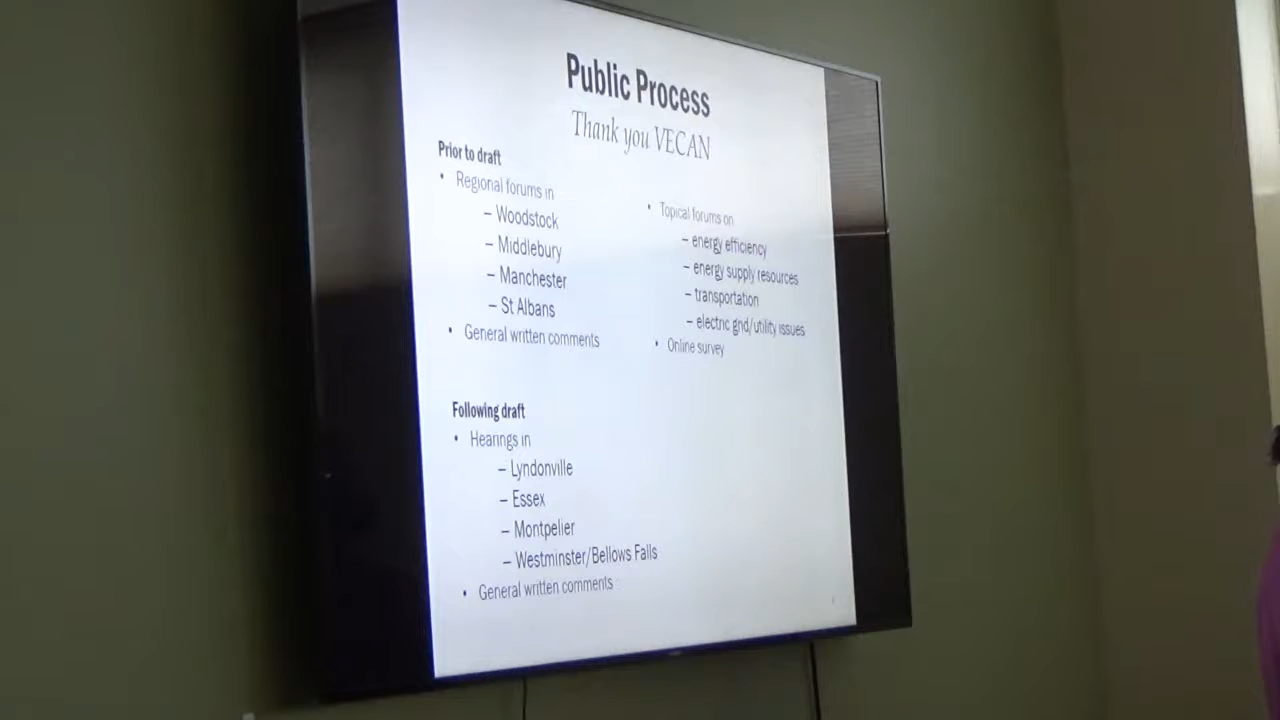 Public Process
Thank you VECAN
Prior to draft
• Regional forums in
– Woodstock
– Middlebury
– Manchester
– St Albans
• General written comments
• Topical forums on
– energy efficiency
– energy supply resources
– transportation
– electric grid/utility issues
• Online survey
Following draft
• Hearings in
– Lyndonville
– Essex
– Montpelier
– Westminster/Bellows Falls
• General written comments